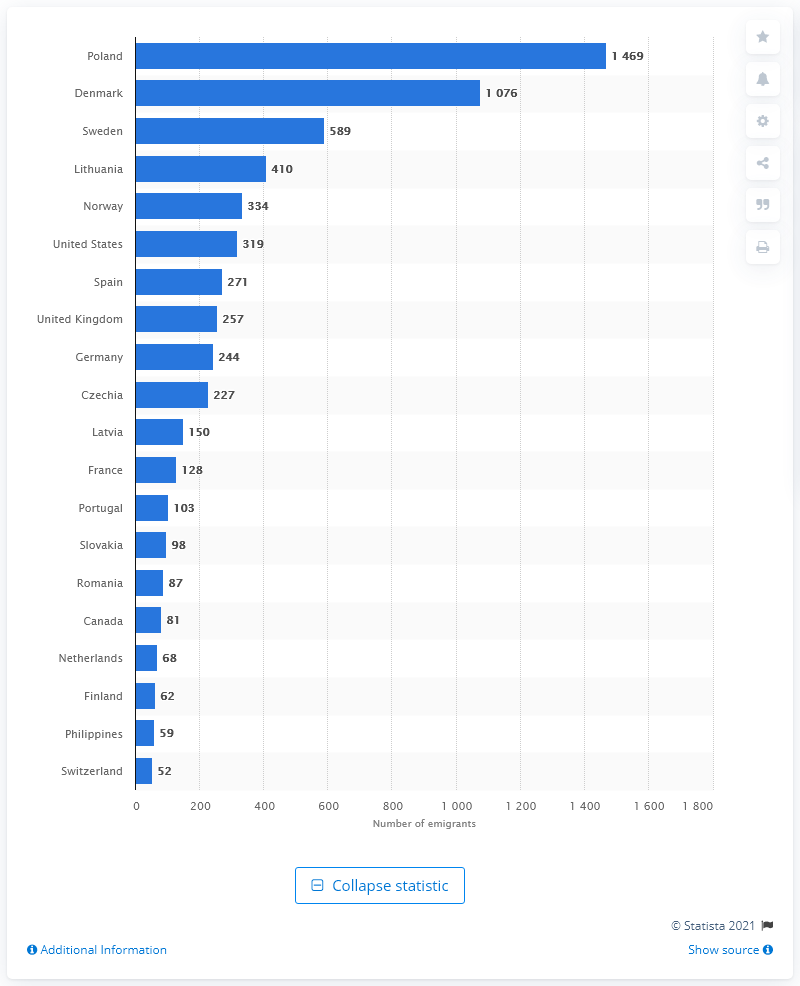 Poland 1 469
Denmark 1 076
Sweden 589
Lithuania 410
Norway 334
United States 319
Spain 271
United Kingdom 257
Germany 244
Czechia 227
Latvia 150
France 128
Portugal 103
Slovakia 98
Romania 87
Canada 81
Netherlands 68
Finland 62
Philippines 59
Switzerland 52
0 200 400 600 800 1 000 1 200 1 400 1 600 1 800
Number of emigrants
Collapse statistic
© Statista 2021
Additional Information
Show source